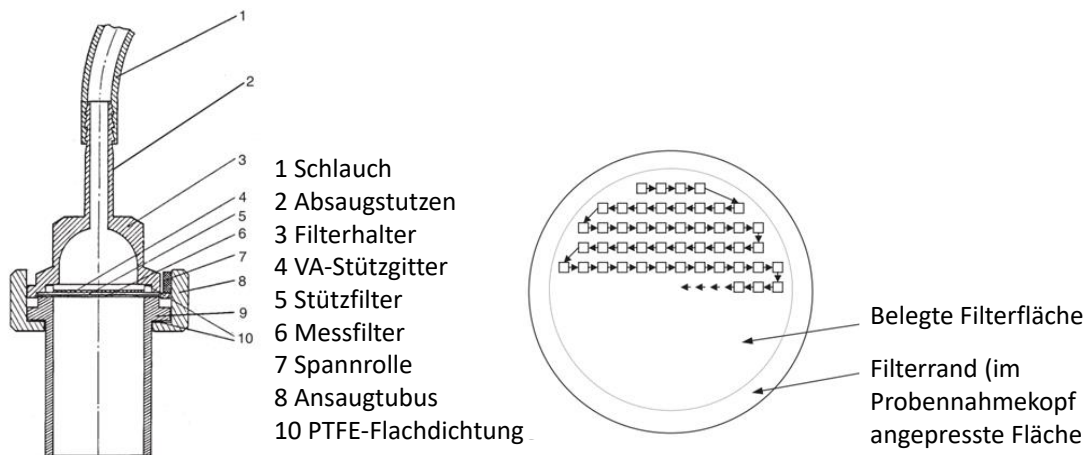 1
2
3
4
5
6
7
8
9
10
1 Schlauch
2 Absaugstutzen
3 Filterhalter
4 VA-Stützgitter
5 Stützfilter
6 Messfilter
7 Spannrolle
8 Ansaugtubus
10 PTFE-Flachdichtung
Belegte Filterfläche
Filterrand (im
Probennahmekopf
angepresste Fläche